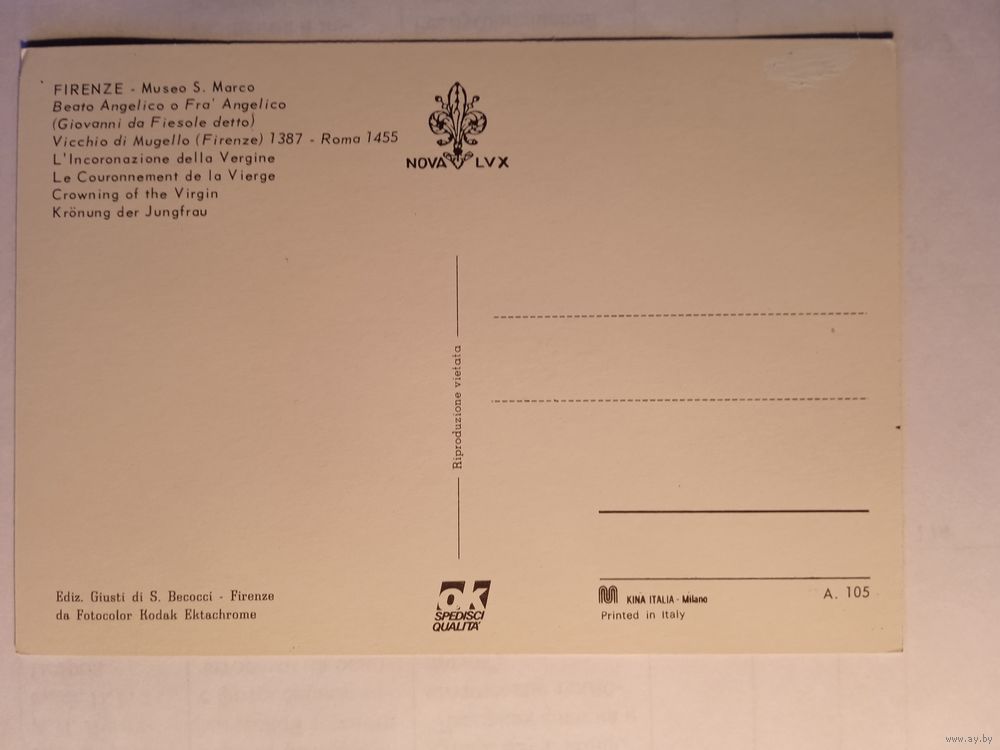 FIRENZE - Museo S. Marco
Beato Angelico o Fra' Angelico
(Giovanni da Fiesole detto)
Vicchio di Mugello (Firenze) 1387 - Roma 1455
L'Incoronazione della Vergine
Le Couronnement de la Vierge
Crowning of the Virgin
Krönung der Jungfrau
NOVA LVX
Riproduzione vietata
Ediz. Giusti di S. Becocci - Firenze
da Fotocolor Kodak Ektachrome
OK
SPEDISCI
QUALITA'
KINA ITALIA - Milano
Printed in Italy
A. 105
www.ay.by